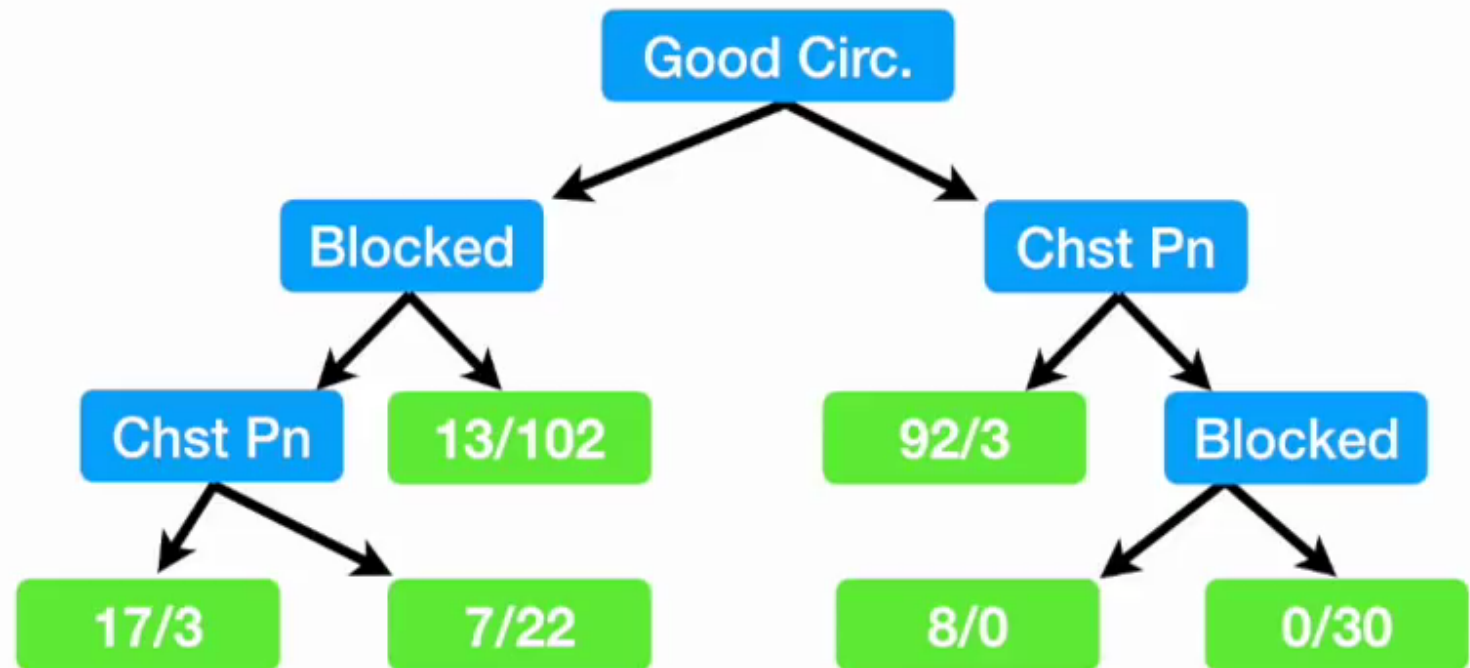 Good Circ.
Blocked
Chst Pn
Chst Pn
13/102
92/3
Blocked
17/3
7/22
8/0
0/30